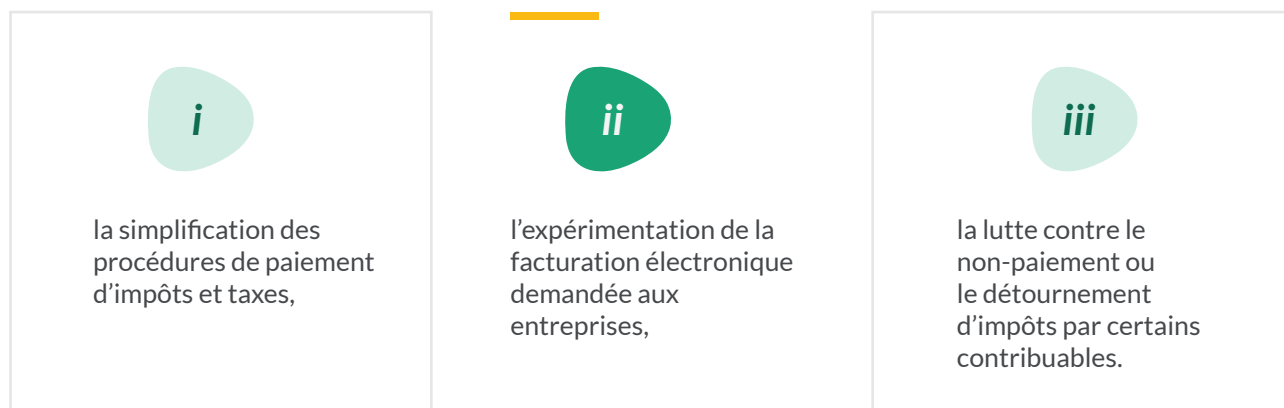 i
la simplification des
procédures de paiement
d’impôts et taxes,
ii
l’expérimentation de la
facturation électronique
demandée aux
entreprises,
iii
la lutte contre le
non-paiement ou
le détournement
d’impôts par certains
contribuables.